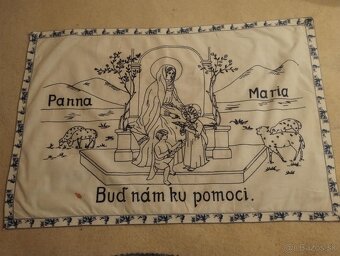 Panna Maria
Buď nám ku pomoci.